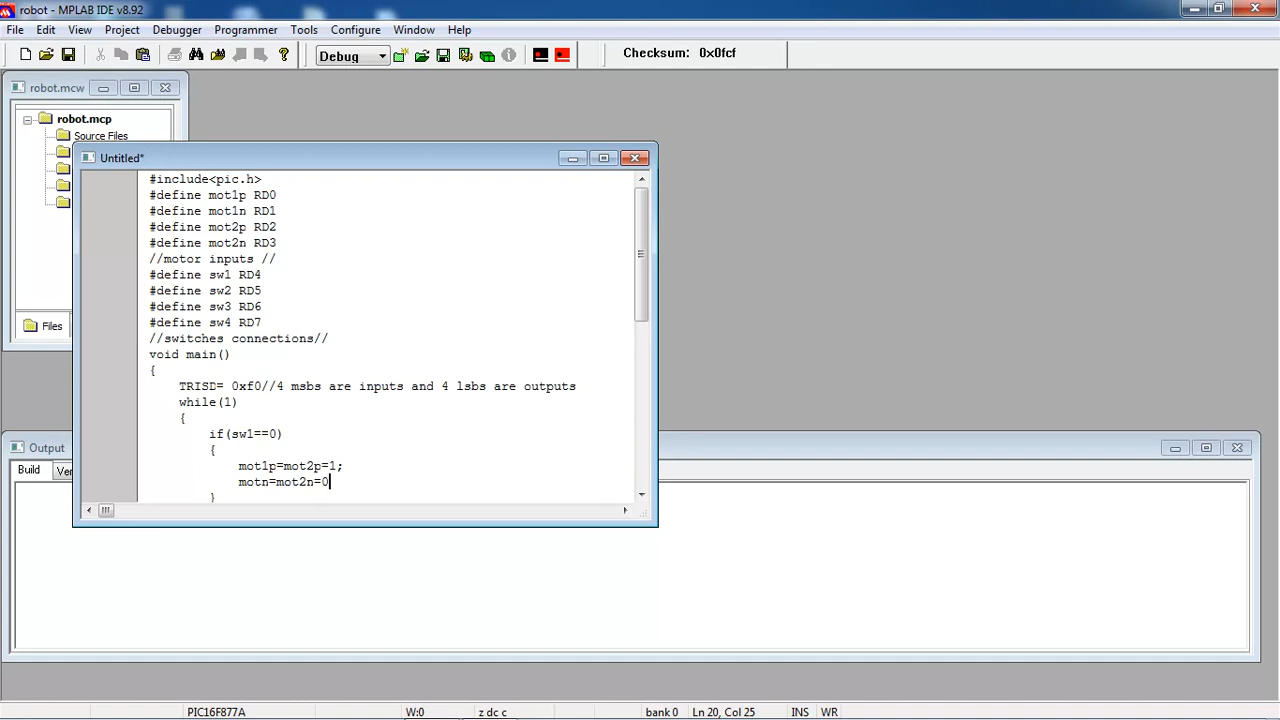 robot - MPLAB IDE v8.92
File Edit View Project Debugger Programmer Tools Configure Window Help
Debug Checksum: 0x0fcf
robot.mcw
robot.mcp
Source Files
Files
Untitled*
#include<pic.h>
#define mot1p RD0
#define mot1n RD1
#define mot2p RD2
#define mot2n RD3
//motor inputs //
#define sw1 RD4
#define sw2 RD5
#define sw3 RD6
#define sw4 RD7
//switches connections//
void main()
{
TRISD= 0xf0//4 msbs are inputs and 4 lsbs are outputs
while(1)
{
if(sw1==0)
{
mot1p=mot2p=1;
motn=mot2n=0
}
Output
Build Ver
PIC16F877A W:0 z dc c bank 0 Ln 20, Col 25 INS WR